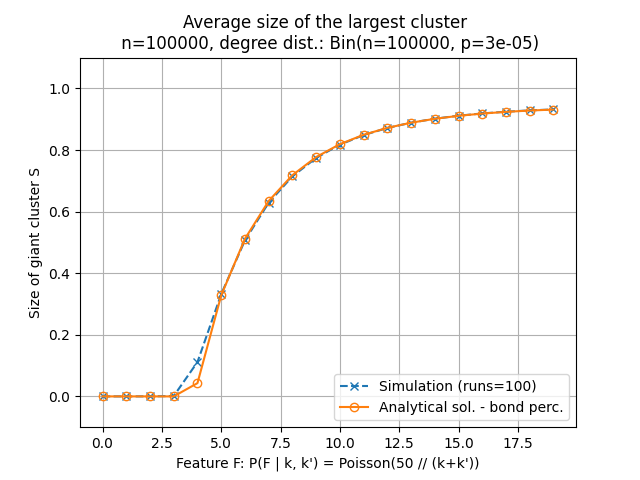 Average size of the largest cluster
n=100000, degree dist.: Bin(n=100000, p=3e-05)
Size of giant cluster S
1.0
0.8
0.6
0.4
0.2
0.0
0.0 2.5 5.0 7.5 10.0 12.5 15.0 17.5
Feature F: P(F | k, k') = Poisson(50 // (k+k'))
Simulation (runs=100)
Analytical sol. - bond perc.